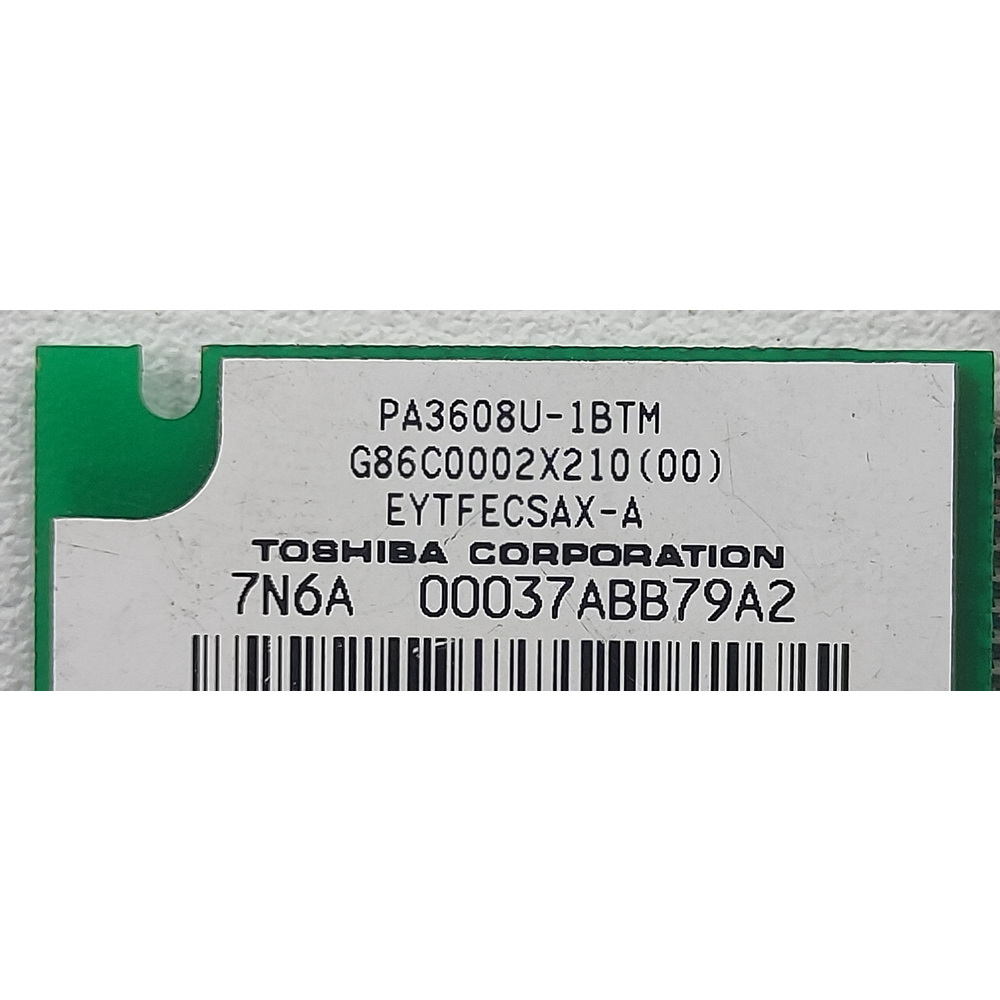 PA3608U-1BTM
G86C0002X210(00)
EYTFECSAX-A
TOSHIBA CORPORATION
7N6A 00037ABB79A2